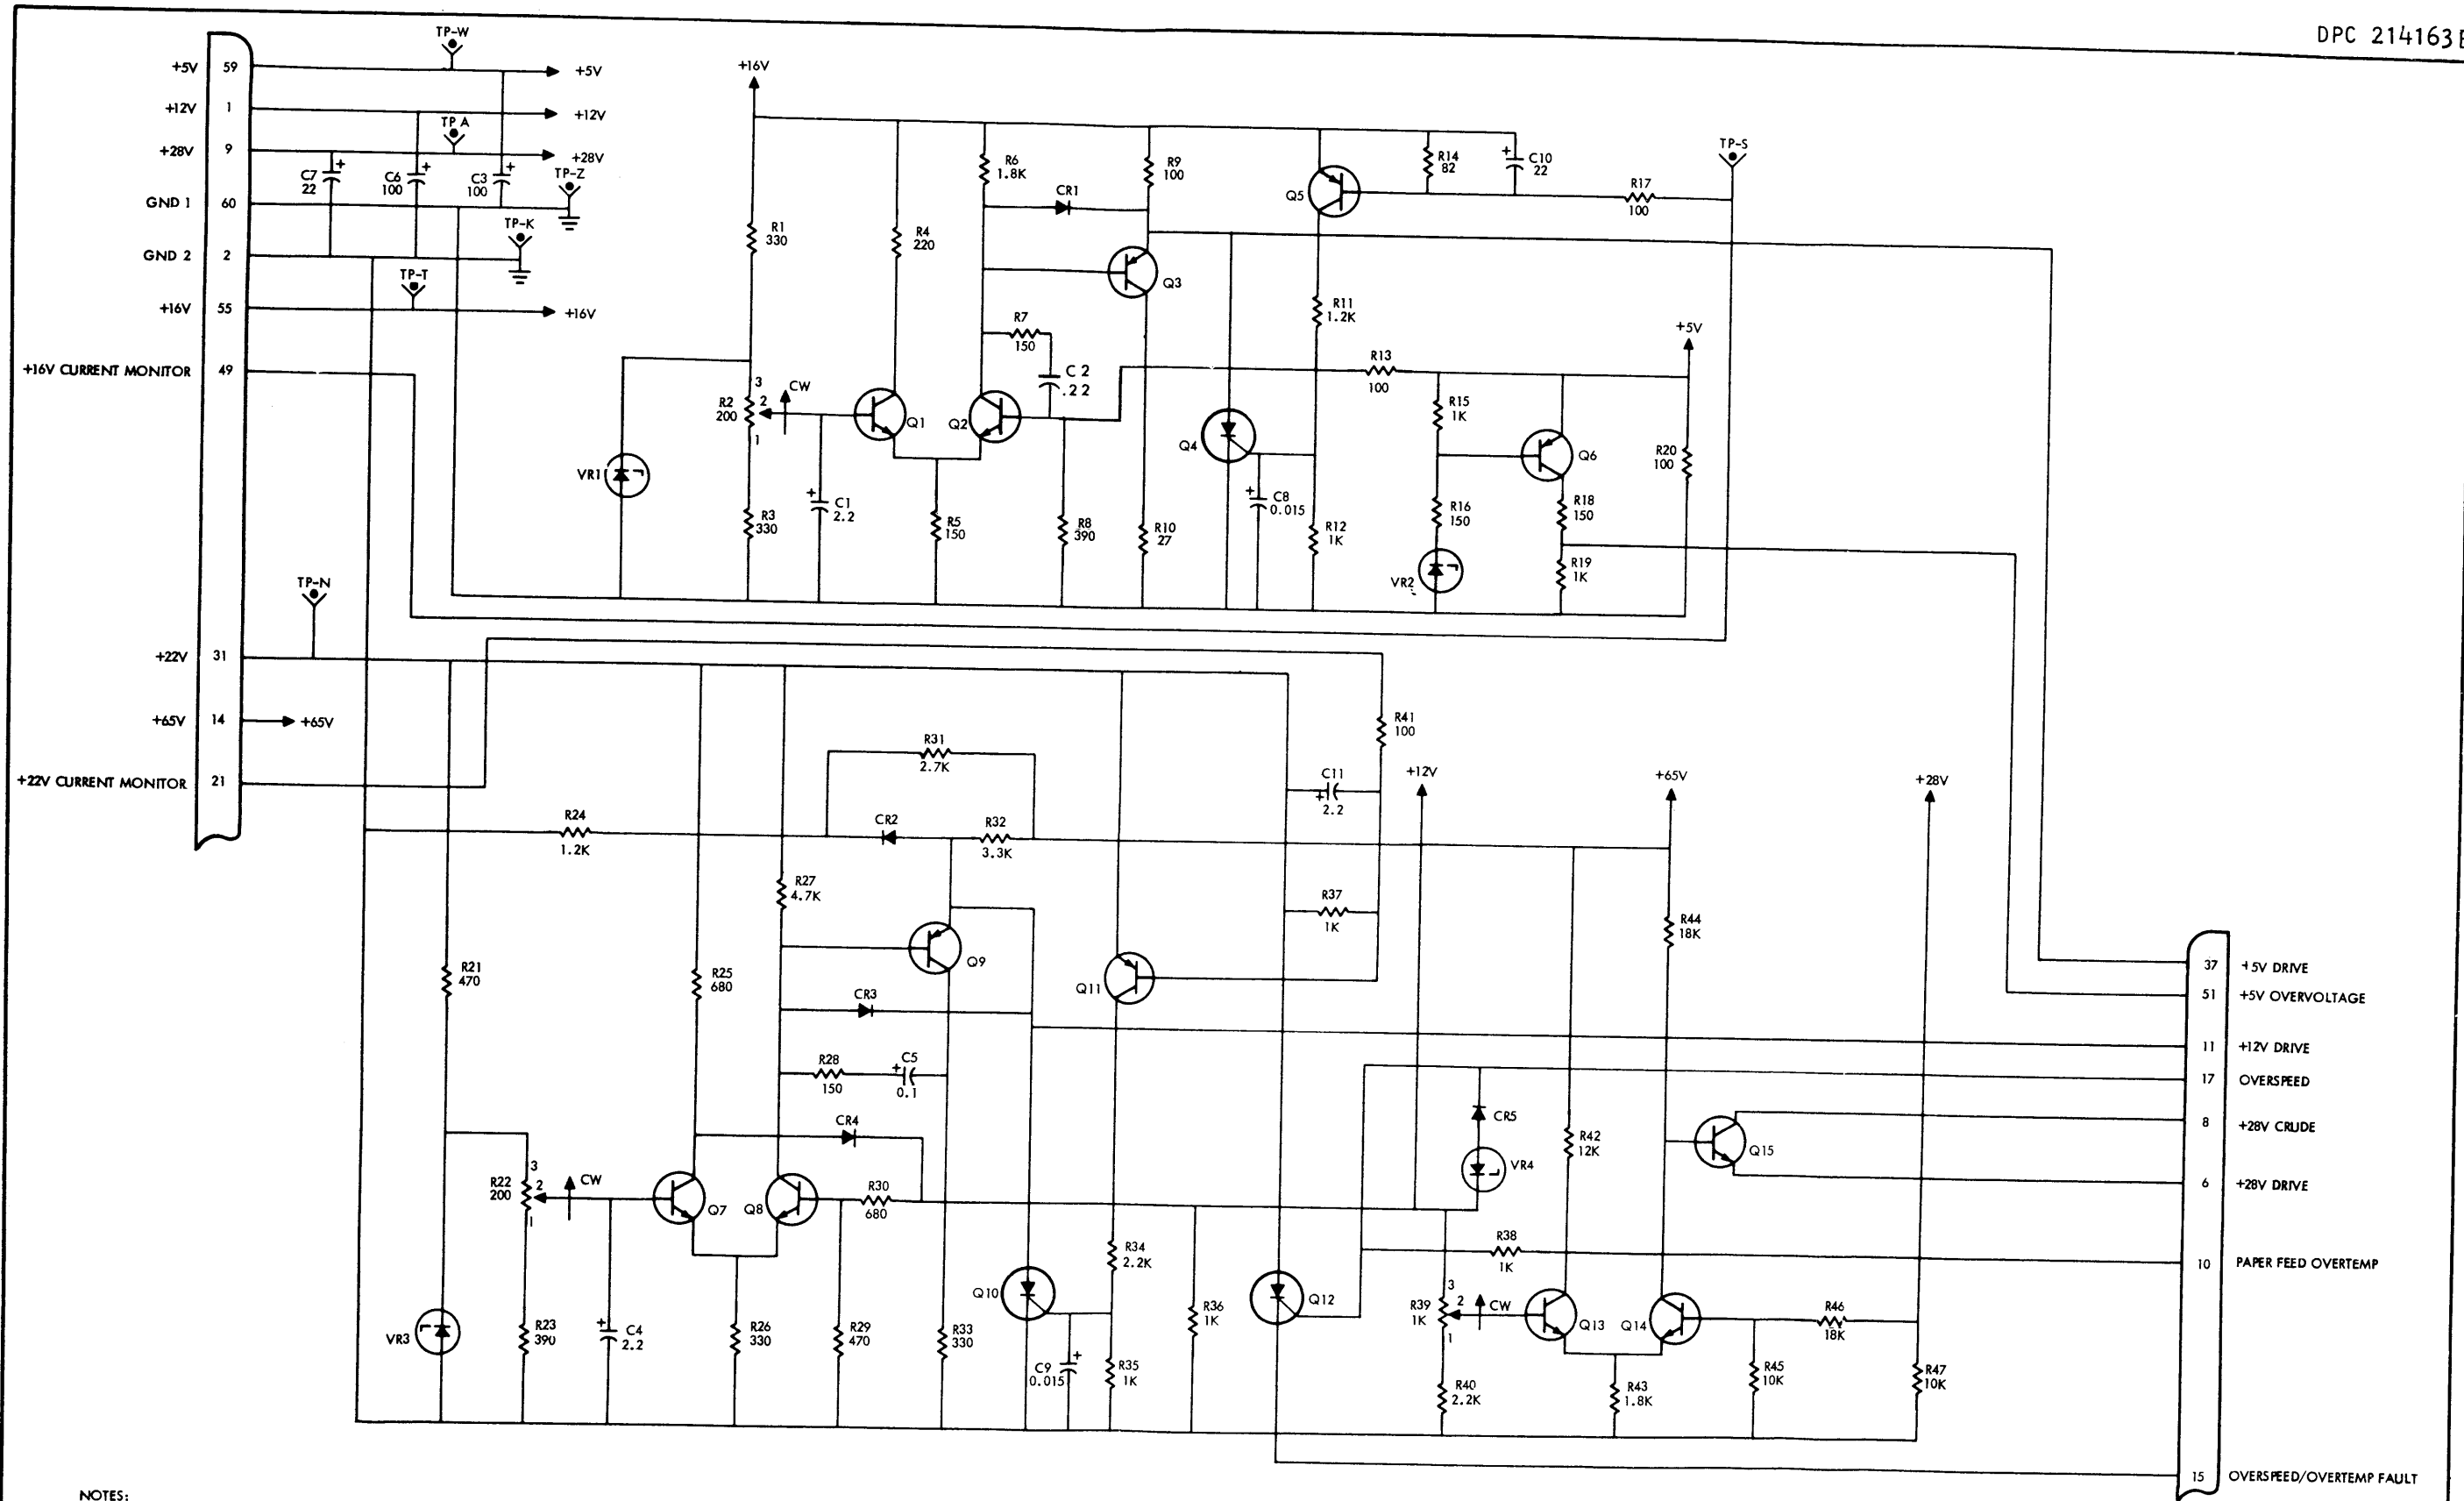 DPC 214163
TP-W
+5V 59 +5V
+12V 1 +12V
TP A
+28V 9 +28V
C7 22
C6 100
C3 100
TP-Z
GND 1 60
TP-K
GND 2 2
TP-T
+16V 55 +16V
+16V CURRENT MONITOR 49
TP-N
+22V 31
+65V 14 +65V
+22V CURRENT MONITOR 21
+16V
R1 330
R4 220
R6 1.8K
CR1
R9 100
Q3
Q5
R14 82
C10 22
R17 100
TP-S
R7 150
C 2 .22
R11 1.2K
R13 100
+5V
3
R2 200 2 CW
1
Q1
Q2
Q4
R15 1K
Q6
R20 100
VR1
R3 330
C1 2.2
R5 150
R8 390
R10 27
C8 0.015
R12 1K
R16 150
R18 150
VR2
R19 1K
R41 100
R31 2.7K
C11 2.2
+12V
+65V
+28V
R24 1.2K
CR2
R32 3.3K
R27 4.7K
R37 1K
R44 18K
R21 470
R25 680
Q9
Q11
CR3
R28 150
C5 0.1
CR4
CR5
R42 12K
Q15
VR4
3
R22 200 2 CW
1
Q7
Q8
R30 680
R34 2.2K
R38 1K
Q10
Q12
3
R39 1K 2 CW
1
Q13
Q14
R46 18K
VR3
R23 390
C4 2.2
R26 330
R29 470
R33 330
C9 0.015
R35 1K
R36 1K
R40 2.2K
R43 1.8K
R45 10K
R47 10K
37 +5V DRIVE
51 +5V OVERVOLTAGE
11 +12V DRIVE
17 OVERSPEED
8 +28V CRUDE
6 +28V DRIVE
10 PAPER FEED OVERTEMP
15 OVERSPEED/OVERTEMP FAULT
NOTES: